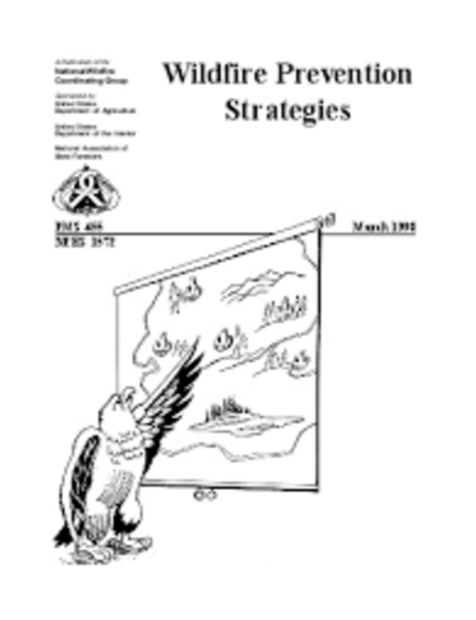 A Publication of the
National Wildfire
Coordinating Group
Sponsored by
United States
Department of Agriculture
United States
Department of the Interior
National Association of
State Foresters
Wildfire Prevention
Strategies
PMS 455
NFES 1572
March 1998